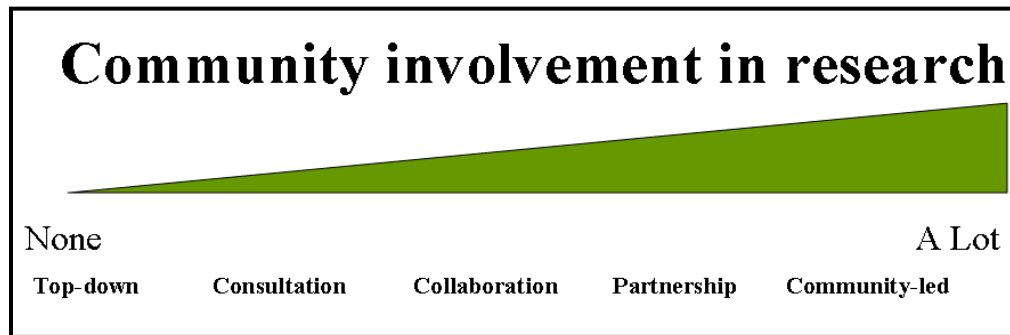 Community involvement in research
None A Lot
Top-down Consultation Collaboration Partnership Community-led